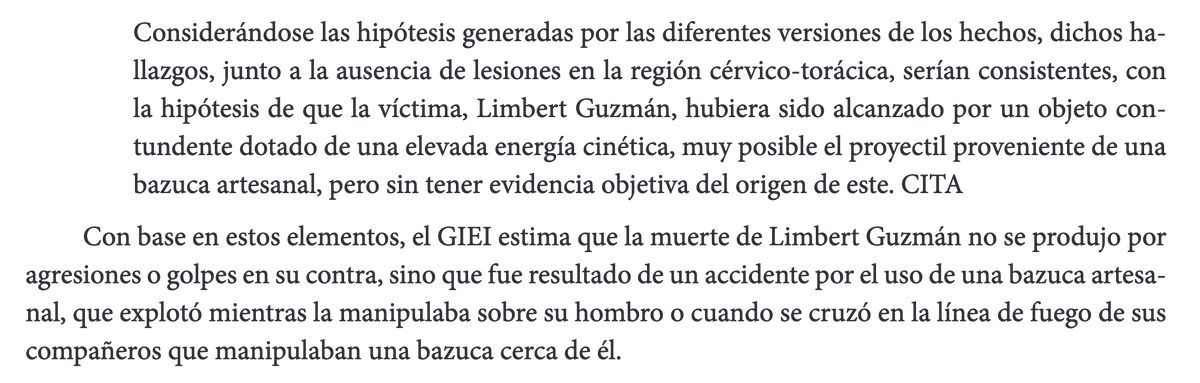 Considerándose las hipótesis generadas por las diferentes versiones de los hechos, dichos ha-
llazgos, junto a la ausencia de lesiones en la región cérvico-torácica, serían consistentes, con
la hipótesis de que la víctima, Limbert Guzmán, hubiera sido alcanzado por un objeto con-
tundente dotado de una elevada energía cinética, muy posible el proyectil proveniente de una
bazuca artesanal, pero sin tener evidencia objetiva del origen de este. CITA
Con base en estos elementos, el GIEI estima que la muerte de Limbert Guzmán no se produjo por
agresiones o golpes en su contra, sino que fue resultado de un accidente por el uso de una bazuca artesa-
nal, que explotó mientras la manipulaba sobre su hombro o cuando se cruzó en la línea de fuego de sus
compañeros que manipulaban una bazuca cerca de él.